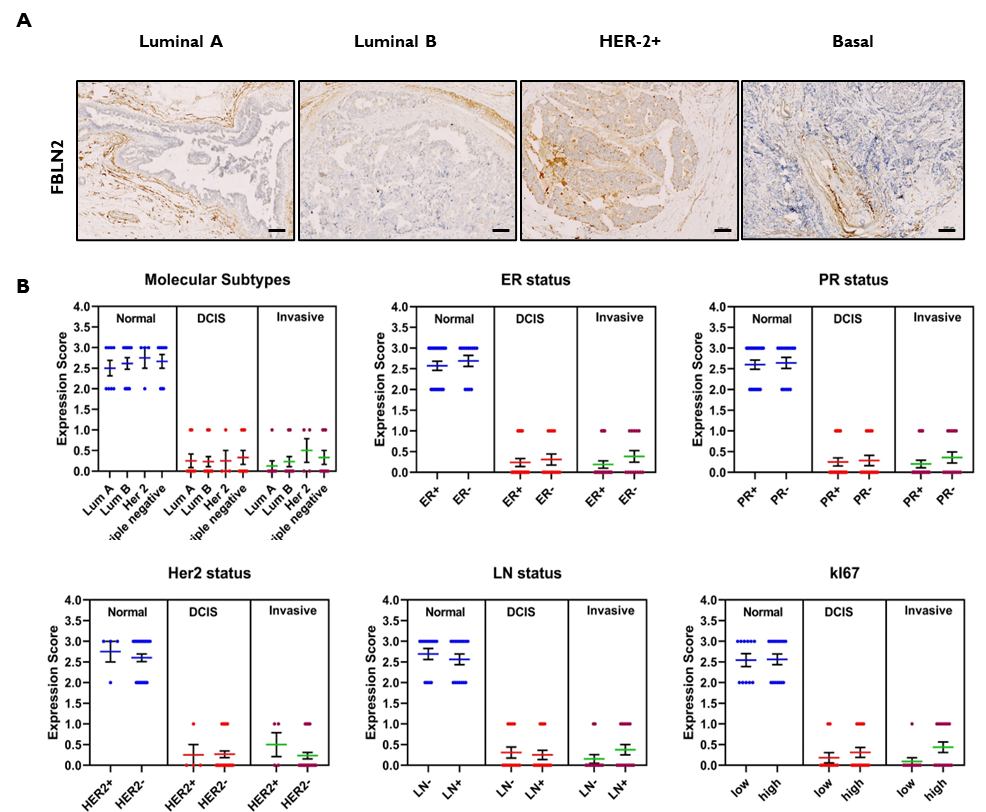 A
Luminal A Luminal B HER-2+ Basal
FBLN2
B
Molecular Subtypes
Expression Score
4.0
3.5
3.0
2.5
2.0
1.5
1.0
0.5
0.0
Normal DCIS Invasive
Lum A Lum B Her 2 iple negative Lum A Lum B Her 2 iple negative Lum A Lum B Her 2 iple negative
ER status
Expression Score
4.0
3.5
3.0
2.5
2.0
1.5
1.0
0.5
0.0
Normal DCIS Invasive
ER+ ER- ER+ ER- ER+ ER-
PR status
Expression Score
4.0
3.5
3.0
2.5
2.0
1.5
1.0
0.5
0.0
Normal DCIS Invasive
PR+ PR- PR+ PR- PR+ PR-
Her2 status
Expression Score
4.0
3.5
3.0
2.5
2.0
1.5
1.0
0.5
0.0
Normal DCIS Invasive
HER2+ HER2- HER2+ HER2- HER2+ HER2-
LN status
Expression Score
4.0
3.5
3.0
2.5
2.0
1.5
1.0
0.5
0.0
Normal DCIS Invasive
LN- LN+ LN- LN+ LN- LN+
kI67
Expression Score
4.0
3.5
3.0
2.5
2.0
1.5
1.0
0.5
0.0
Normal DCIS Invasive
low high low high low high